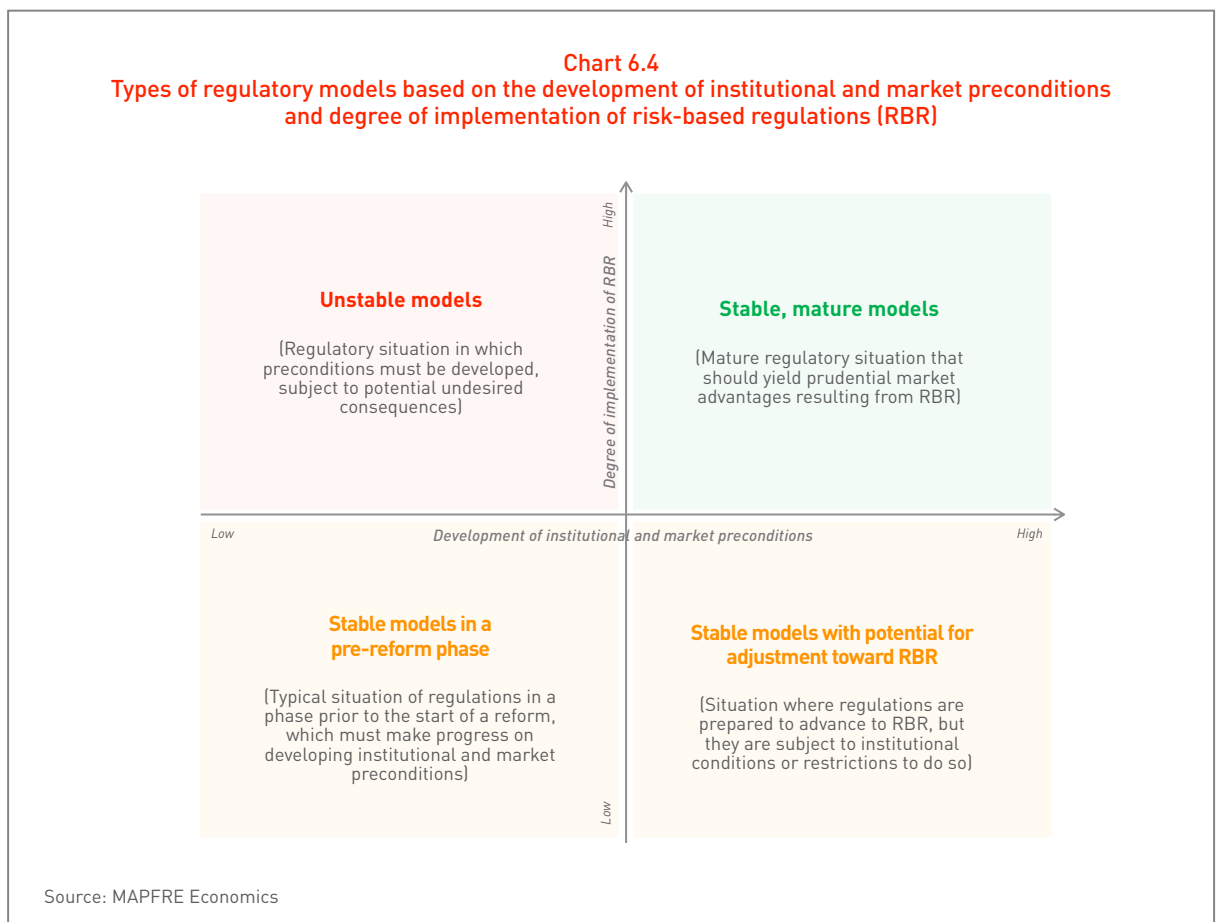 Chart 6.4
Types of regulatory models based on the development of institutional and market preconditions
and degree of implementation of risk-based regulations (RBR)
High
Degree of implementation of RBR
Unstable models
(Regulatory situation in which
preconditions must be developed,
subject to potential undesired
consequences)
Stable, mature models
(Mature regulatory situation that
should yield prudential market
advantages resulting from RBR)
Low
Development of institutional and market preconditions
High
Stable models in a
pre-reform phase
(Typical situation of regulations in a
phase prior to the start of a reform,
which must make progress on
developing institutional and market
preconditions)
Stable models with potential for
adjustment toward RBR
(Situation where regulations are
prepared to advance to RBR, but
they are subject to institutional
conditions or restrictions to do so)
Low
Source: MAPFRE Economics